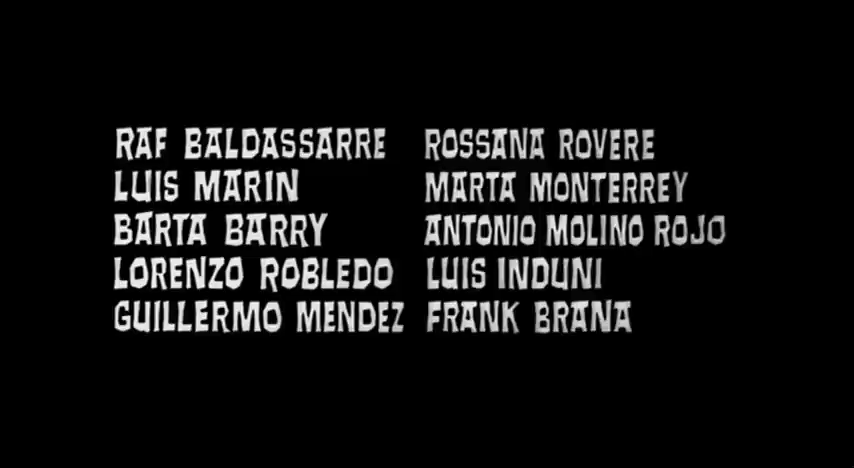 RAF BALDASSARRE
LUIS MARIN
BARTA BARRY
LORENZO ROBLEDO
GUILLERMO MENDEZ
ROSSANA ROVERE
MARTA MONTERREY
ANTONIO MOLINO ROJO
LUIS INDUNI
FRANK BRANA